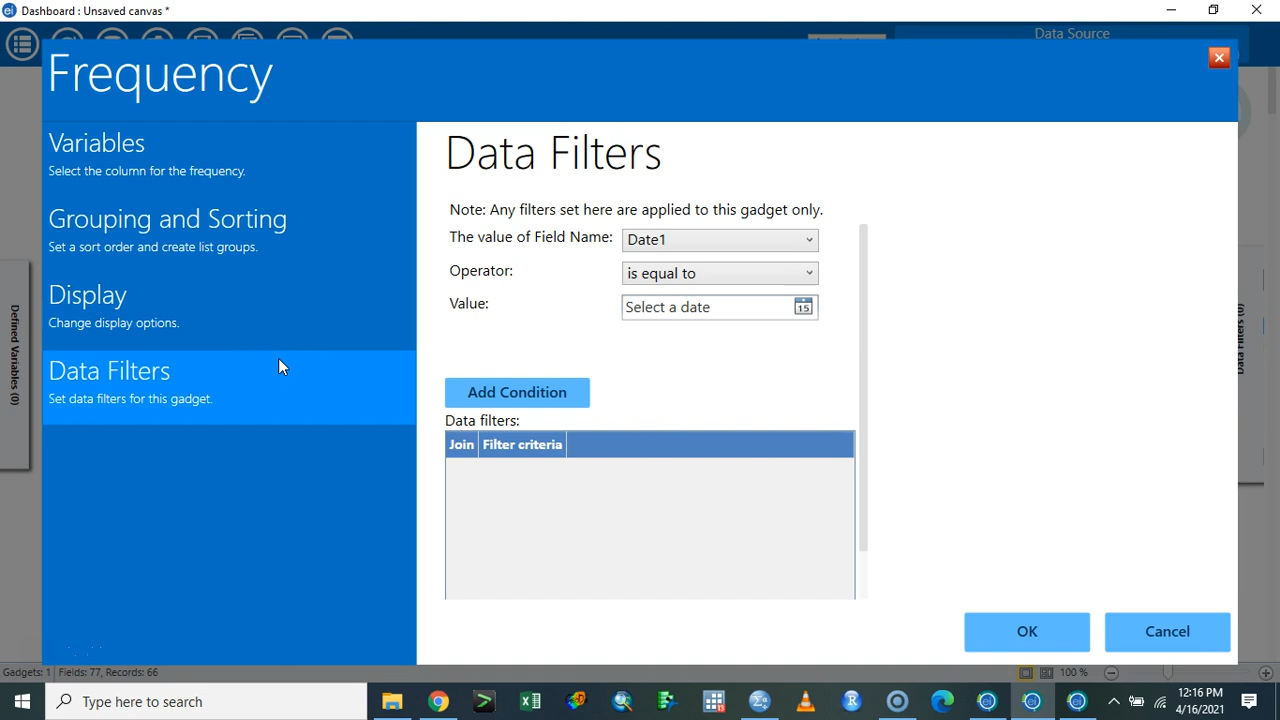 Dashboard : Unsaved canvas *
Data Source
Frequency
Variables
Select the column for the frequency.
Grouping and Sorting
Set a sort order and create list groups.
Display
Change display options.
Data Filters
Set data filters for this gadget.
Data Filters
Note: Any filters set here are applied to this gadget only.
The value of Field Name: Date1
Operator: is equal to
Value: Select a date 15
Add Condition
Data filters:
Join Filter criteria
OK Cancel
Defined Variables (0)
Data Filters (0)
Gadgets: 1 Fields: 77, Records: 66
100 %
Type here to search
12:16 PM
4/16/2021